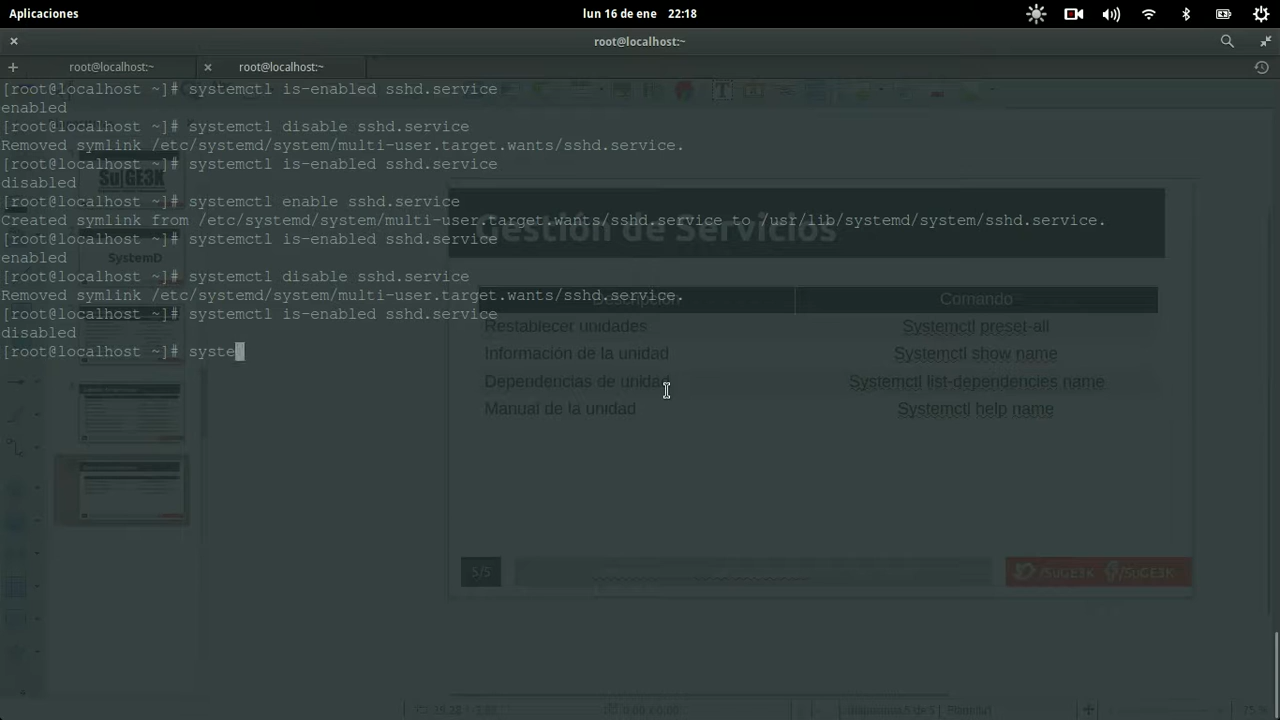 Aplicaciones
lun 16 de ene 22:18
root@localhost:~
root@localhost:~
root@localhost:~
[root@localhost ~]# systemctl is-enabled sshd.service
enabled
[root@localhost ~]# systemctl disable sshd.service
Removed symlink /etc/systemd/system/multi-user.target.wants/sshd.service.
[root@localhost ~]# systemctl is-enabled sshd.service
disabled
[root@localhost ~]# systemctl enable sshd.service
Created symlink from /etc/systemd/system/multi-user.target.wants/sshd.service to /usr/lib/systemd/system/sshd.service.
[root@localhost ~]# systemctl is-enabled sshd.service
enabled
[root@localhost ~]# systemctl disable sshd.service
Removed symlink /etc/systemd/system/multi-user.target.wants/sshd.service.
[root@localhost ~]# systemctl is-enabled sshd.service
disabled
[root@localhost ~]# syste
Su|GE3K
SystemD
Gestión de Servicios
Descripción Comando
Restablecer unidades Systemctl preset-all
Información de la unidad Systemctl show name
Dependencias de unidad Systemctl list-dependencies name
Manual de la unidad Systemctl help name
5/5
/SuGE3K /SuGE3K